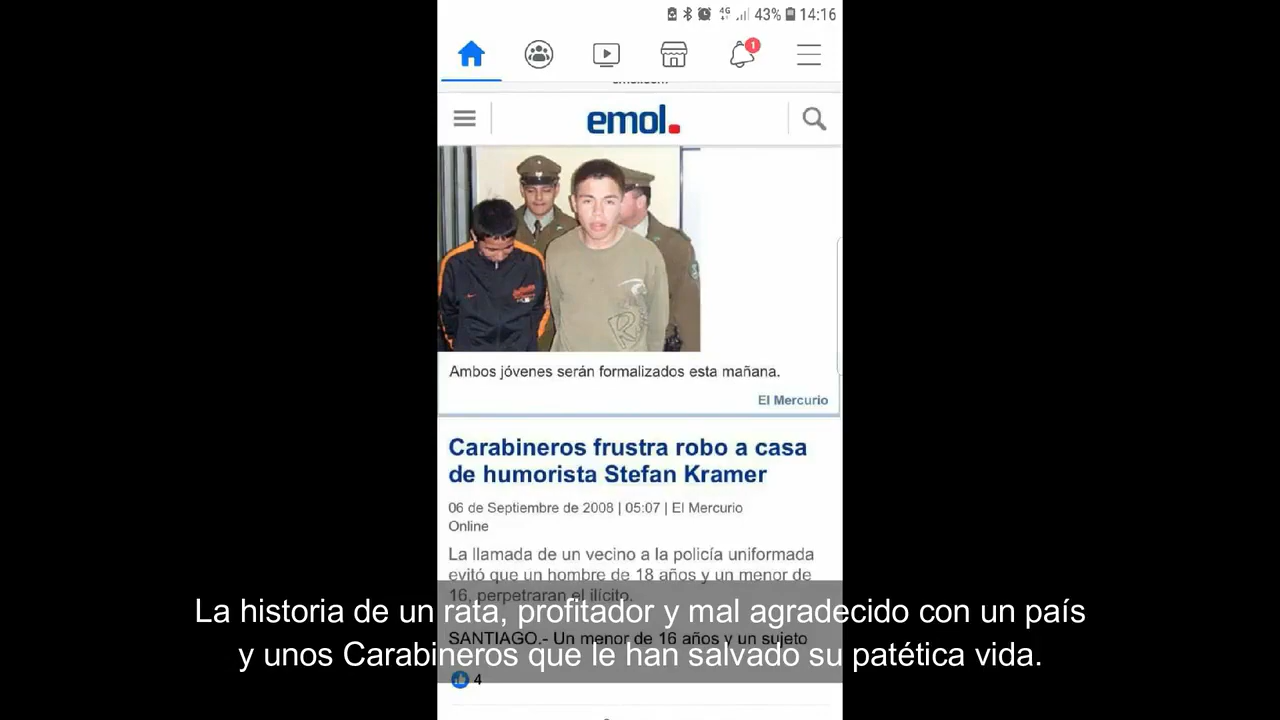 4G 43% 14:16
1
emol.
Ambos jóvenes serán formalizados esta mañana.
El Mercurio
Carabineros frustra robo a casa
de humorista Stefan Kramer
06 de Septiembre de 2008 | 05:07 | El Mercurio
Online
La llamada de un vecino a la policía uniformada
evitó que un hombre de 18 años y un menor de
16, perpetraran el ilícito.
La historia de un rata, profitador y mal agradecido con un país
SANTIAGO.- Un menor de 16 años y un sujeto
y unos Carabineros que le han salvado su patética vida.
4